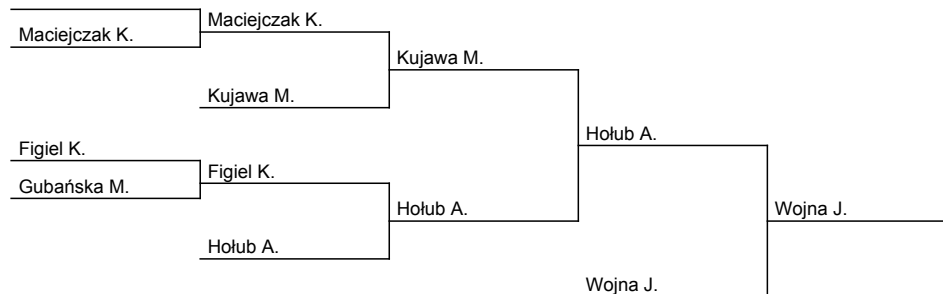 Maciejczak K.
Maciejczak K.
Kujawa M.
Kujawa M.
Figiel K.
Gubańska M.
Figiel K.
Hołub A.
Hołub A.
Hołub A.
Wojna J.
Wojna J.